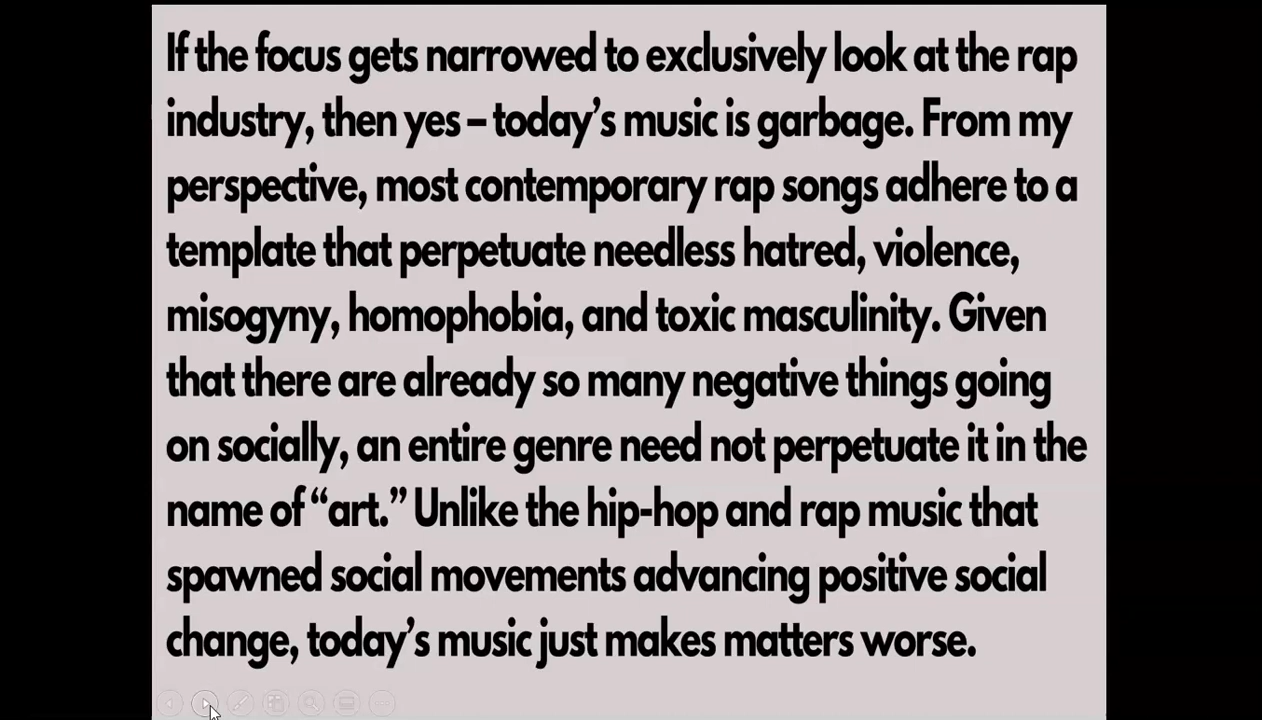 If the focus gets narrowed to exclusively look at the rap
industry, then yes – today’s music is garbage. From my
perspective, most contemporary rap songs adhere to a
template that perpetuate needless hatred, violence,
misogyny, homophobia, and toxic masculinity. Given
that there are already so many negative things going
on socially, an entire genre need not perpetuate it in the
name of “art.” Unlike the hip-hop and rap music that
spawned social movements advancing positive social
change, today’s music just makes matters worse.